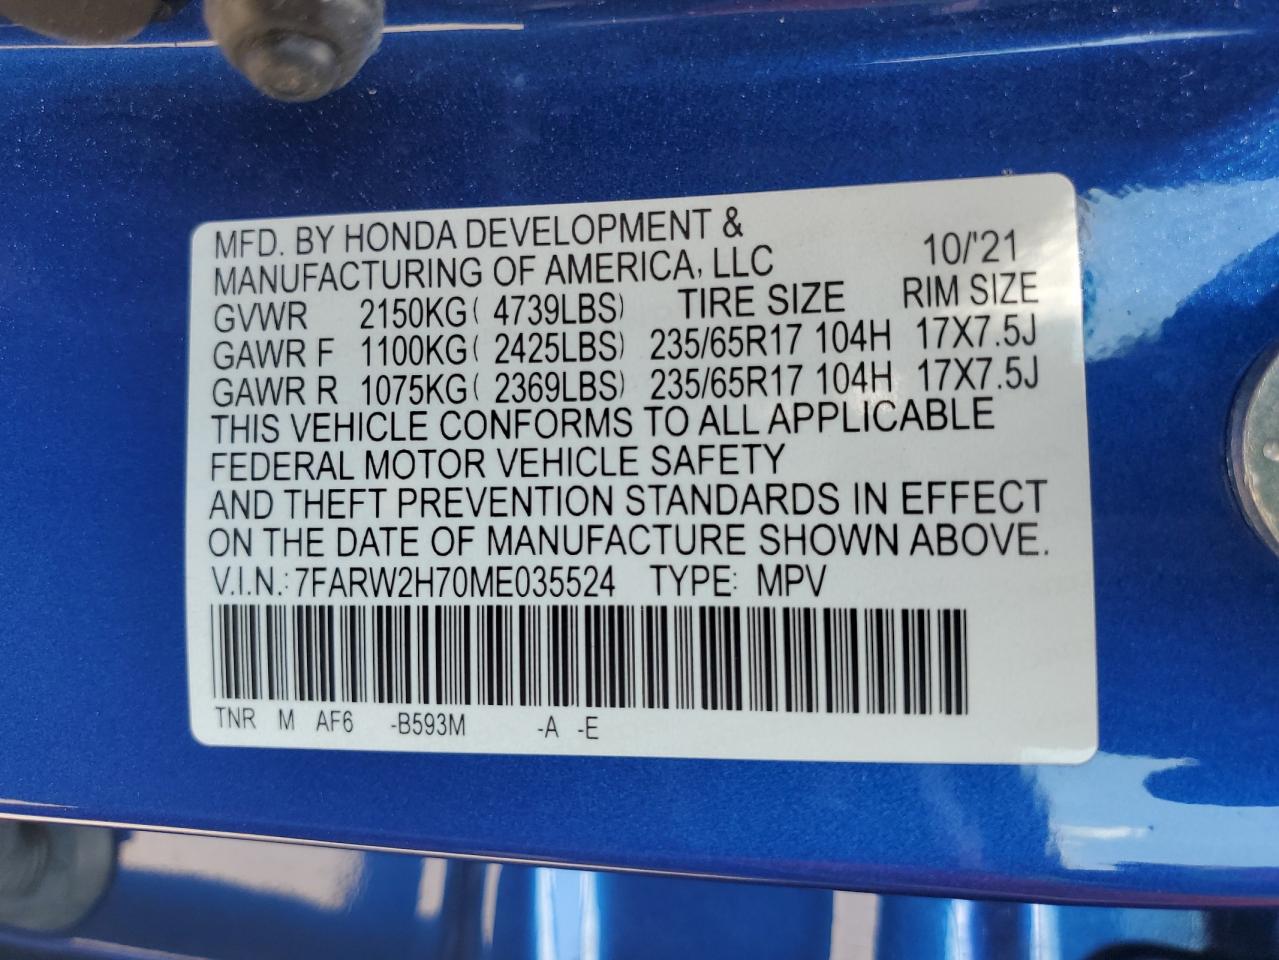 MFD. BY HONDA DEVELOPMENT &
MANUFACTURING OF AMERICA, LLC 10/'21
GVWR 2150KG( 4739LBS) TIRE SIZE RIM SIZE
GAWR F 1100KG( 2425LBS) 235/65R17 104H 17X7.5J
GAWR R 1075KG( 2369LBS) 235/65R17 104H 17X7.5J
THIS VEHICLE CONFORMS TO ALL APPLICABLE
FEDERAL MOTOR VEHICLE SAFETY
AND THEFT PREVENTION STANDARDS IN EFFECT
ON THE DATE OF MANUFACTURE SHOWN ABOVE.
V.I.N.: 7FARW2H70ME035524 TYPE: MPV
TNR M AF6 -B593M -A -E